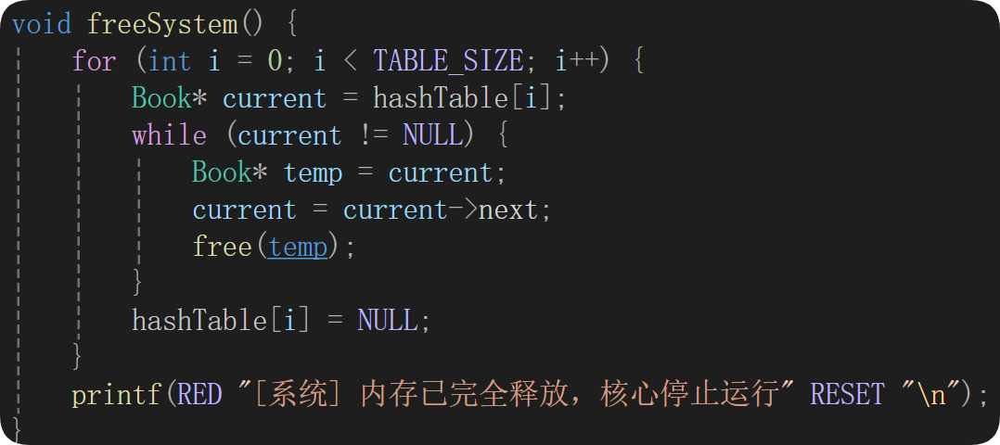 void freeSystem() {
    for (int i = 0; i < TABLE_SIZE; i++) {
        Book* current = hashTable[i];
        while (current != NULL) {
            Book* temp = current;
            current = current->next;
            free(temp);
        }
        hashTable[i] = NULL;
    }
    printf(RED "[系统] 内存已完全释放，核心停止运行" RESET "\n");
}